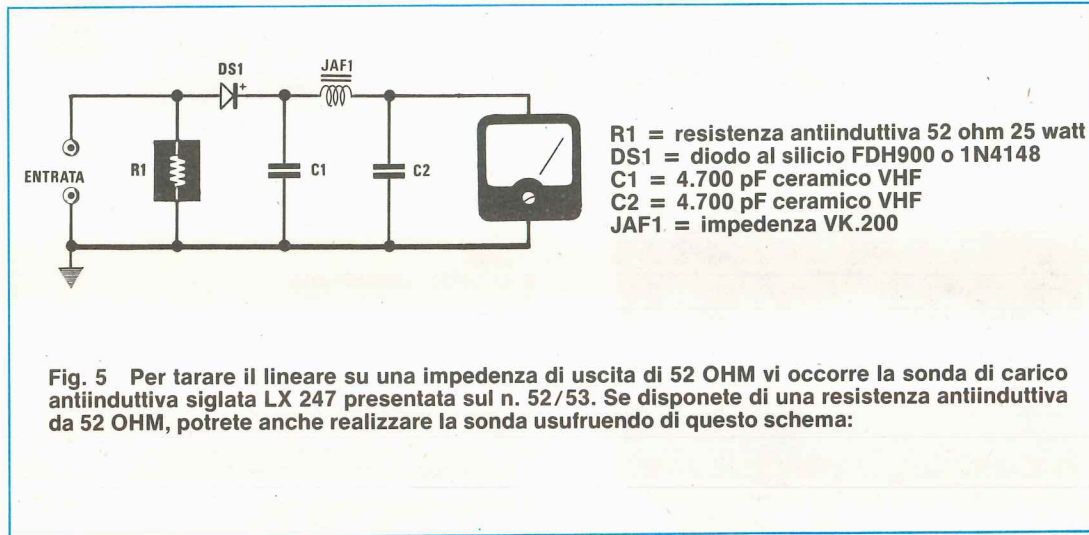 DS1
+
JAF1
ENTRATA
R1
C1
C2
R1 = resistenza antiinduttiva 52 ohm 25 watt
DS1 = diodo al silicio FDH900 o 1N4148
C1 = 4.700 pF ceramico VHF
C2 = 4.700 pF ceramico VHF
JAF1 = impedenza VK.200
Fig. 5 Per tarare il lineare su una impedenza di uscita di 52 OHM vi occorre la sonda di carico
antiinduttiva siglata LX 247 presentata sul n. 52/53. Se disponete di una resistenza antiinduttiva
da 52 OHM, potrete anche realizzare la sonda usufruendo di questo schema: